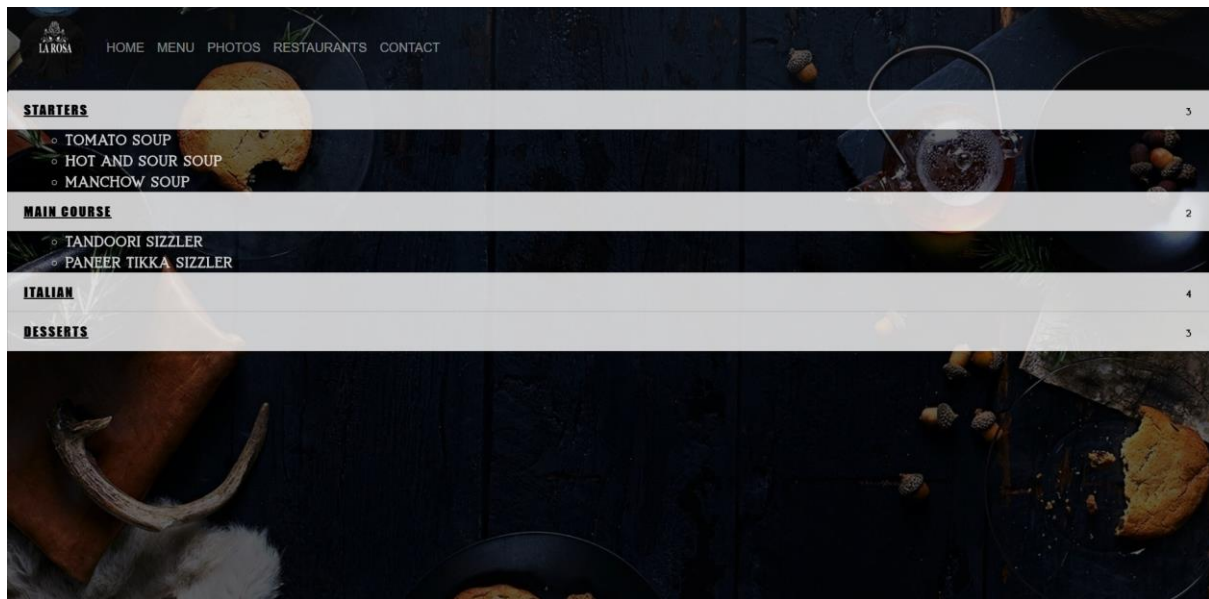 LA ROSA
HOME MENU PHOTOS RESTAURANTS CONTACT
STARTERS 3
TOMATO SOUP
HOT AND SOUR SOUP
MANCHOW SOUP
MAIN COURSE 2
TANDOORI SIZZLER
PANEER TIKKA SIZZLER
ITALIAN 4
DESSERTS 3